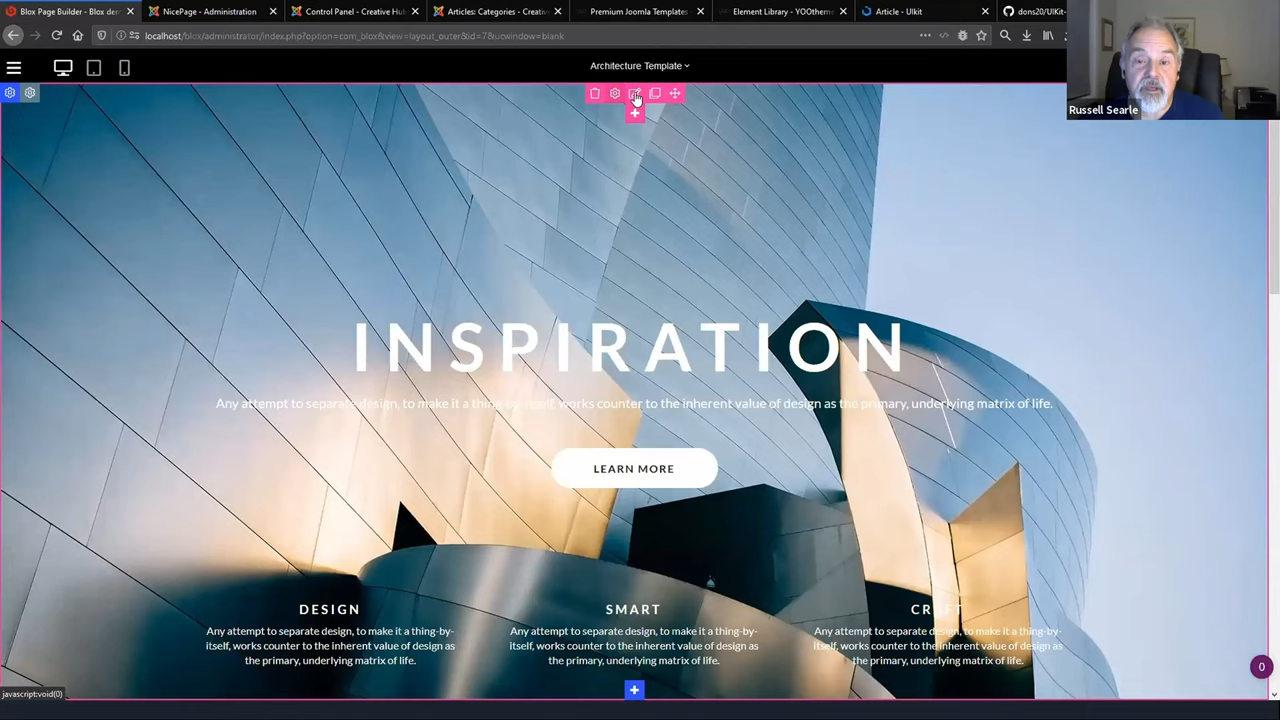 Blox Page Builder - Blox der
NicePage - Administration
Control Panel - Creative Hub
Articles: Categories - Creativ
Premium Joomla Templates
Element Library - YOOthem
Article - UIkit
dons20/UIKit-
localhost/blox/administrator/index.php?option=com_blox&view=layout_outer&id=7&ucwindow=blank
Architecture Template
Russell Searle
INSPIRATION
Any attempt to separate design, to make it a thing-by-itself, works counter to the inherent value of design as the primary, underlying matrix of life.
LEARN MORE
DESIGN
Any attempt to separate design, to make it a thing-by-
itself, works counter to the inherent value of design as
the primary, underlying matrix of life.
SMART
Any attempt to separate design, to make it a thing-by-
itself, works counter to the inherent value of design as
the primary, underlying matrix of life.
CRAFT
Any attempt to separate design, to make it a thing-by-
itself, works counter to the inherent value of design as
the primary, underlying matrix of life.
0
javascript:void(0)